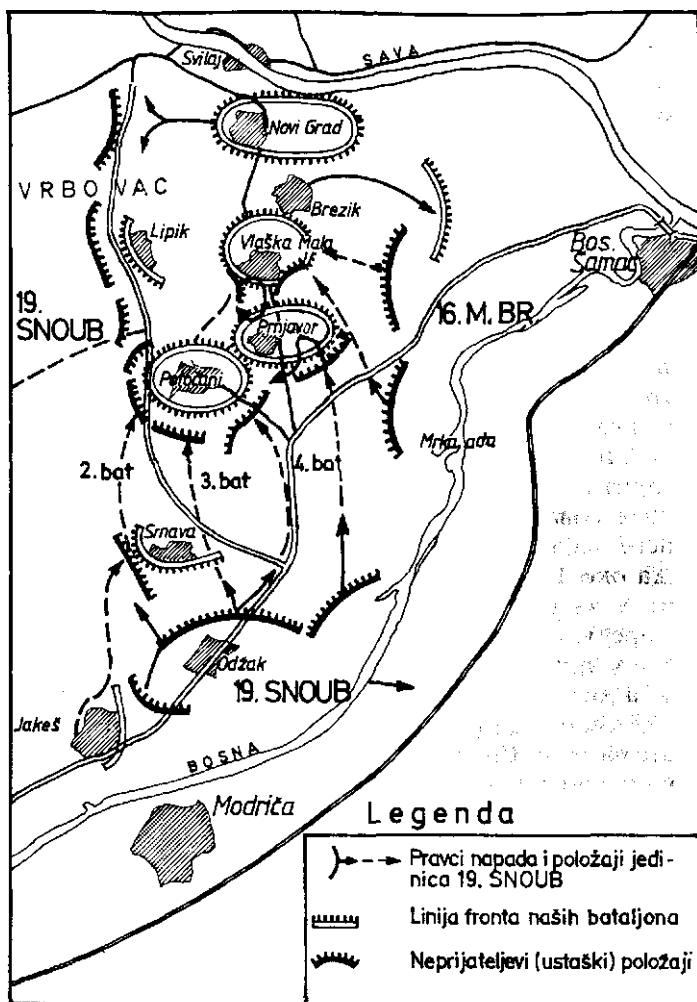 Svilaj
SAVA
Novi Grad
VRBOVAC
Brezik
Lipik
Vlaška Mala
Bos.
Šamac
19.
SNOUB
Prnjavor
16. M. BR
Potočani
Mrka ada
2. bat
3. bat
4. bat
Srnava
Odžak
19. SNOUB
Jakeš
BOSNA
Modriča
Legenda
Pravci napada i položaji jedi-
nica 19. SNOUB
Linija fronta naših bataljona
Neprijateljevi (ustaški) položaji